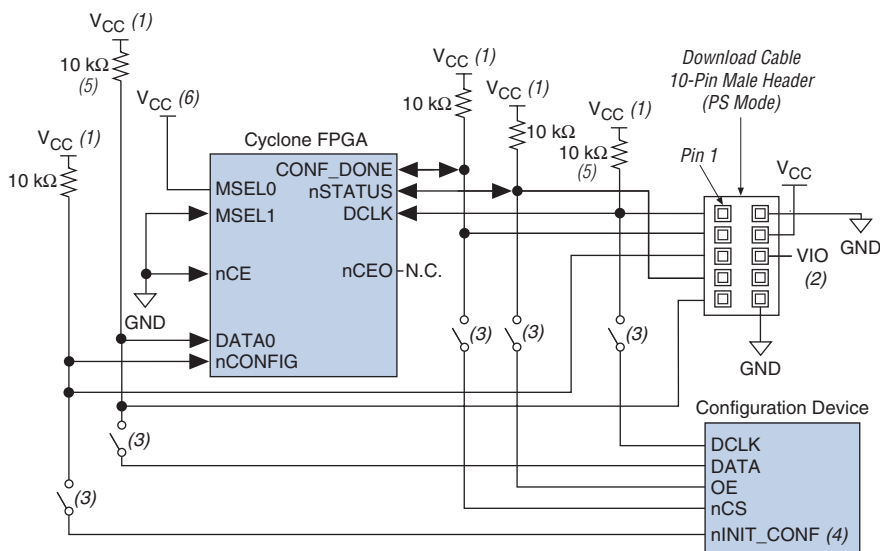 VCC (1)
10 kΩ
(5)
VCC (1)
10 kΩ
VCC (6)
Cyclone FPGA
MSEL0
MSEL1
nCE
DATA0
nCONFIG
CONF_DONE
nSTATUS
DCLK
nCEO
N.C.
GND
VCC (1)
10 kΩ
VCC (1)
10 kΩ
VCC (1)
10 kΩ
(5)
Download Cable
10-Pin Male Header
(PS Mode)
Pin 1
VCC
GND
VIO
(2)
GND
(3)
(3)
(3)
(3)
(3)
Configuration Device
DCLK
DATA
OE
nCS
nINIT_CONF (4)